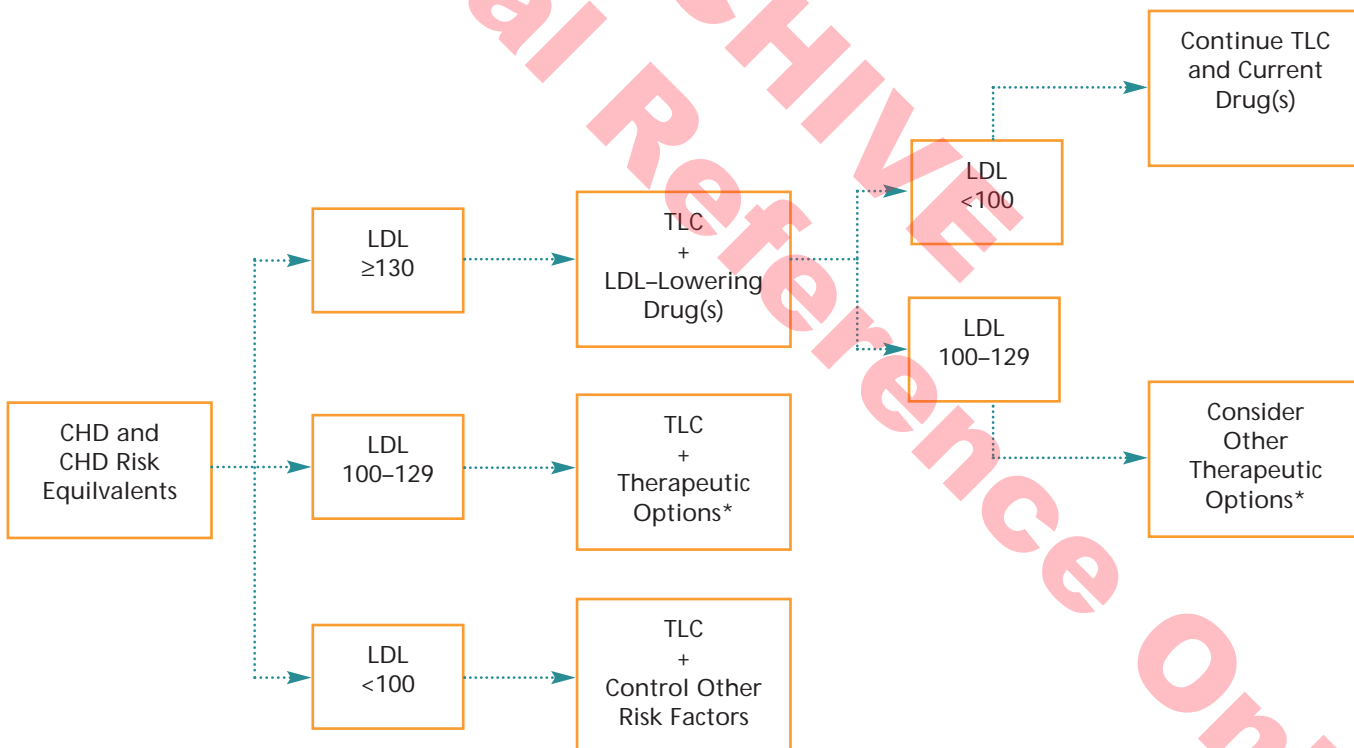 CHD and
CHD Risk
Equilvalents
LDL
≥130
TLC
+
LDL–Lowering
Drug(s)
LDL
<100
Continue TLC
and Current
Drug(s)
LDL
100–129
Consider
Other
Therapeutic
Options*
LDL
100–129
TLC
+
Therapeutic
Options*
LDL
<100
TLC
+
Control Other
Risk Factors
Reference